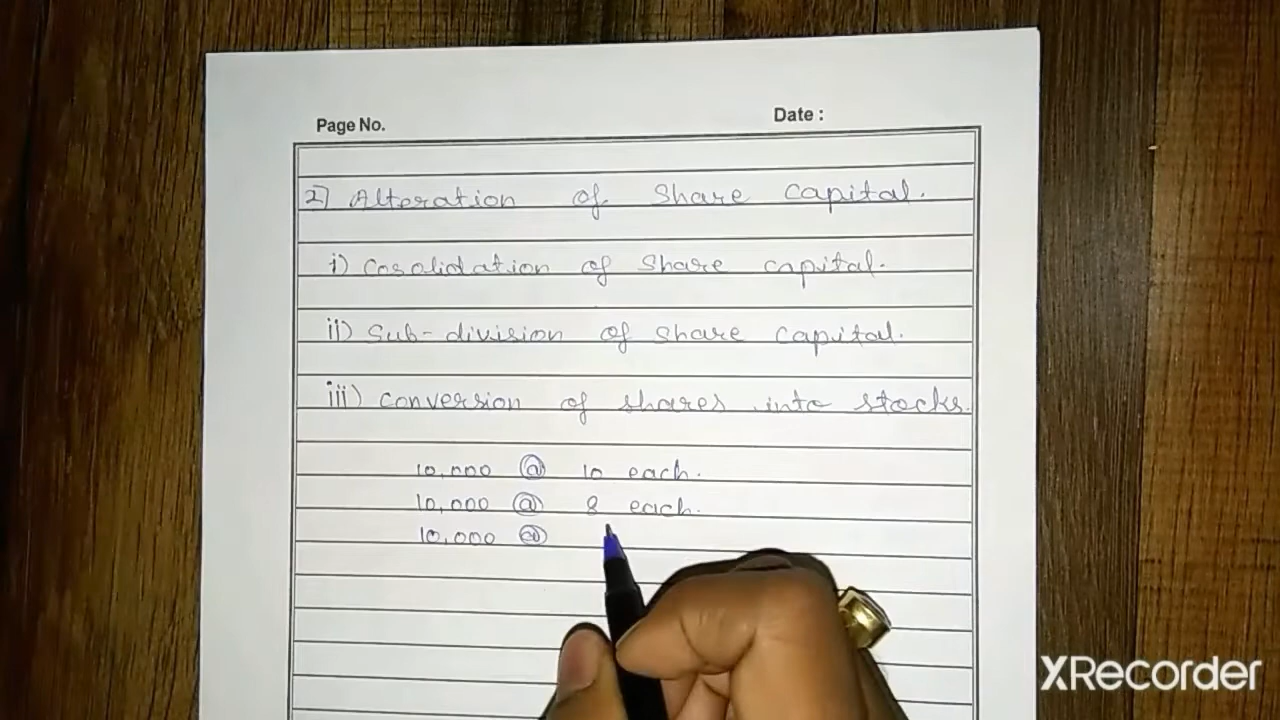 Page No.
Date :
2) Alteration of share capital.
i) Cosolidation of share capital.
ii) Sub-division of share capital.
iii) Conversion of shares into stocks.
10,000 @ 10 each.
10,000 @ 8 each.
10,000 @
XRecorder